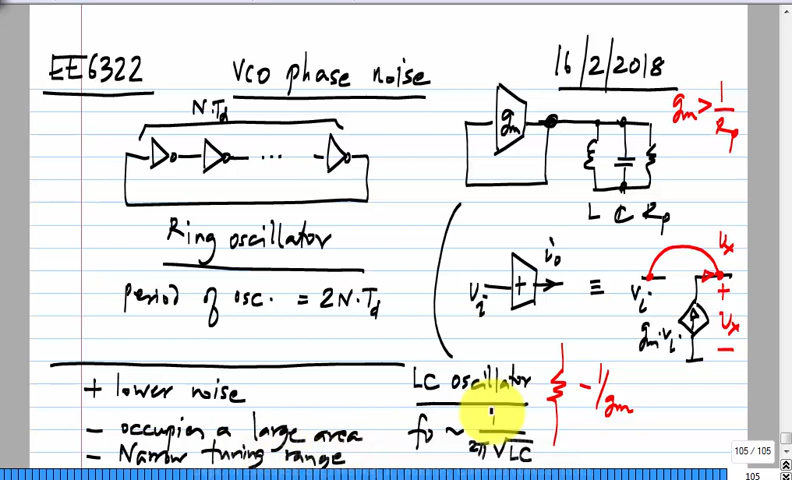 EE6322 VCO phase noise 16/2/2018
N.Td
gm
gm > 1/Rp
...
L C Rp
Ring oscillator
Period of osc. = 2N.Td
Vi + io ≡ Vi gm.vi Vx + Vx −
+ lower noise
− occupies a large area
− Narrow tuning range
LC oscillator
fo ~ 1/2π√LC
−1/gm
105 / 105
105